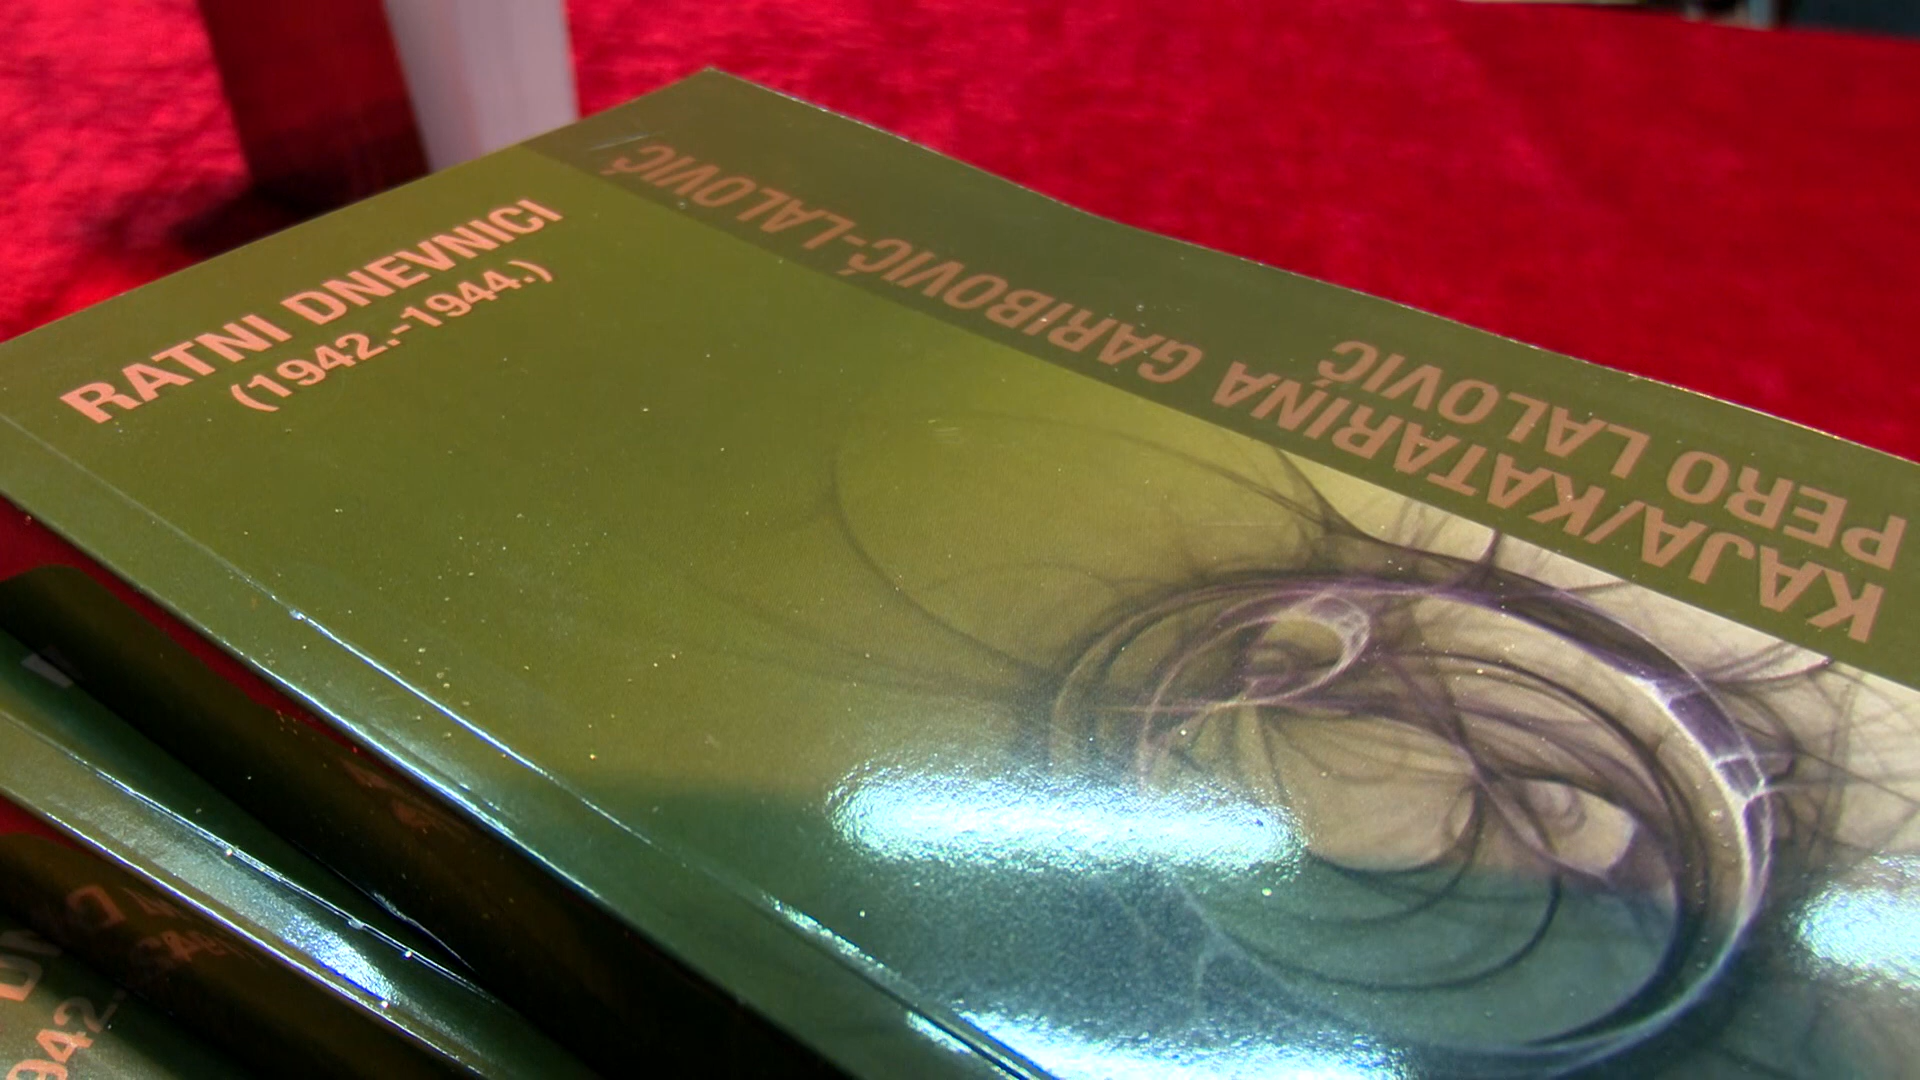 RATNI DNEVNICI
(1942.-1944.)
KAJA/KATARINA GARIBOVIĆ-LALOVIĆ
PERO LALOVIĆ